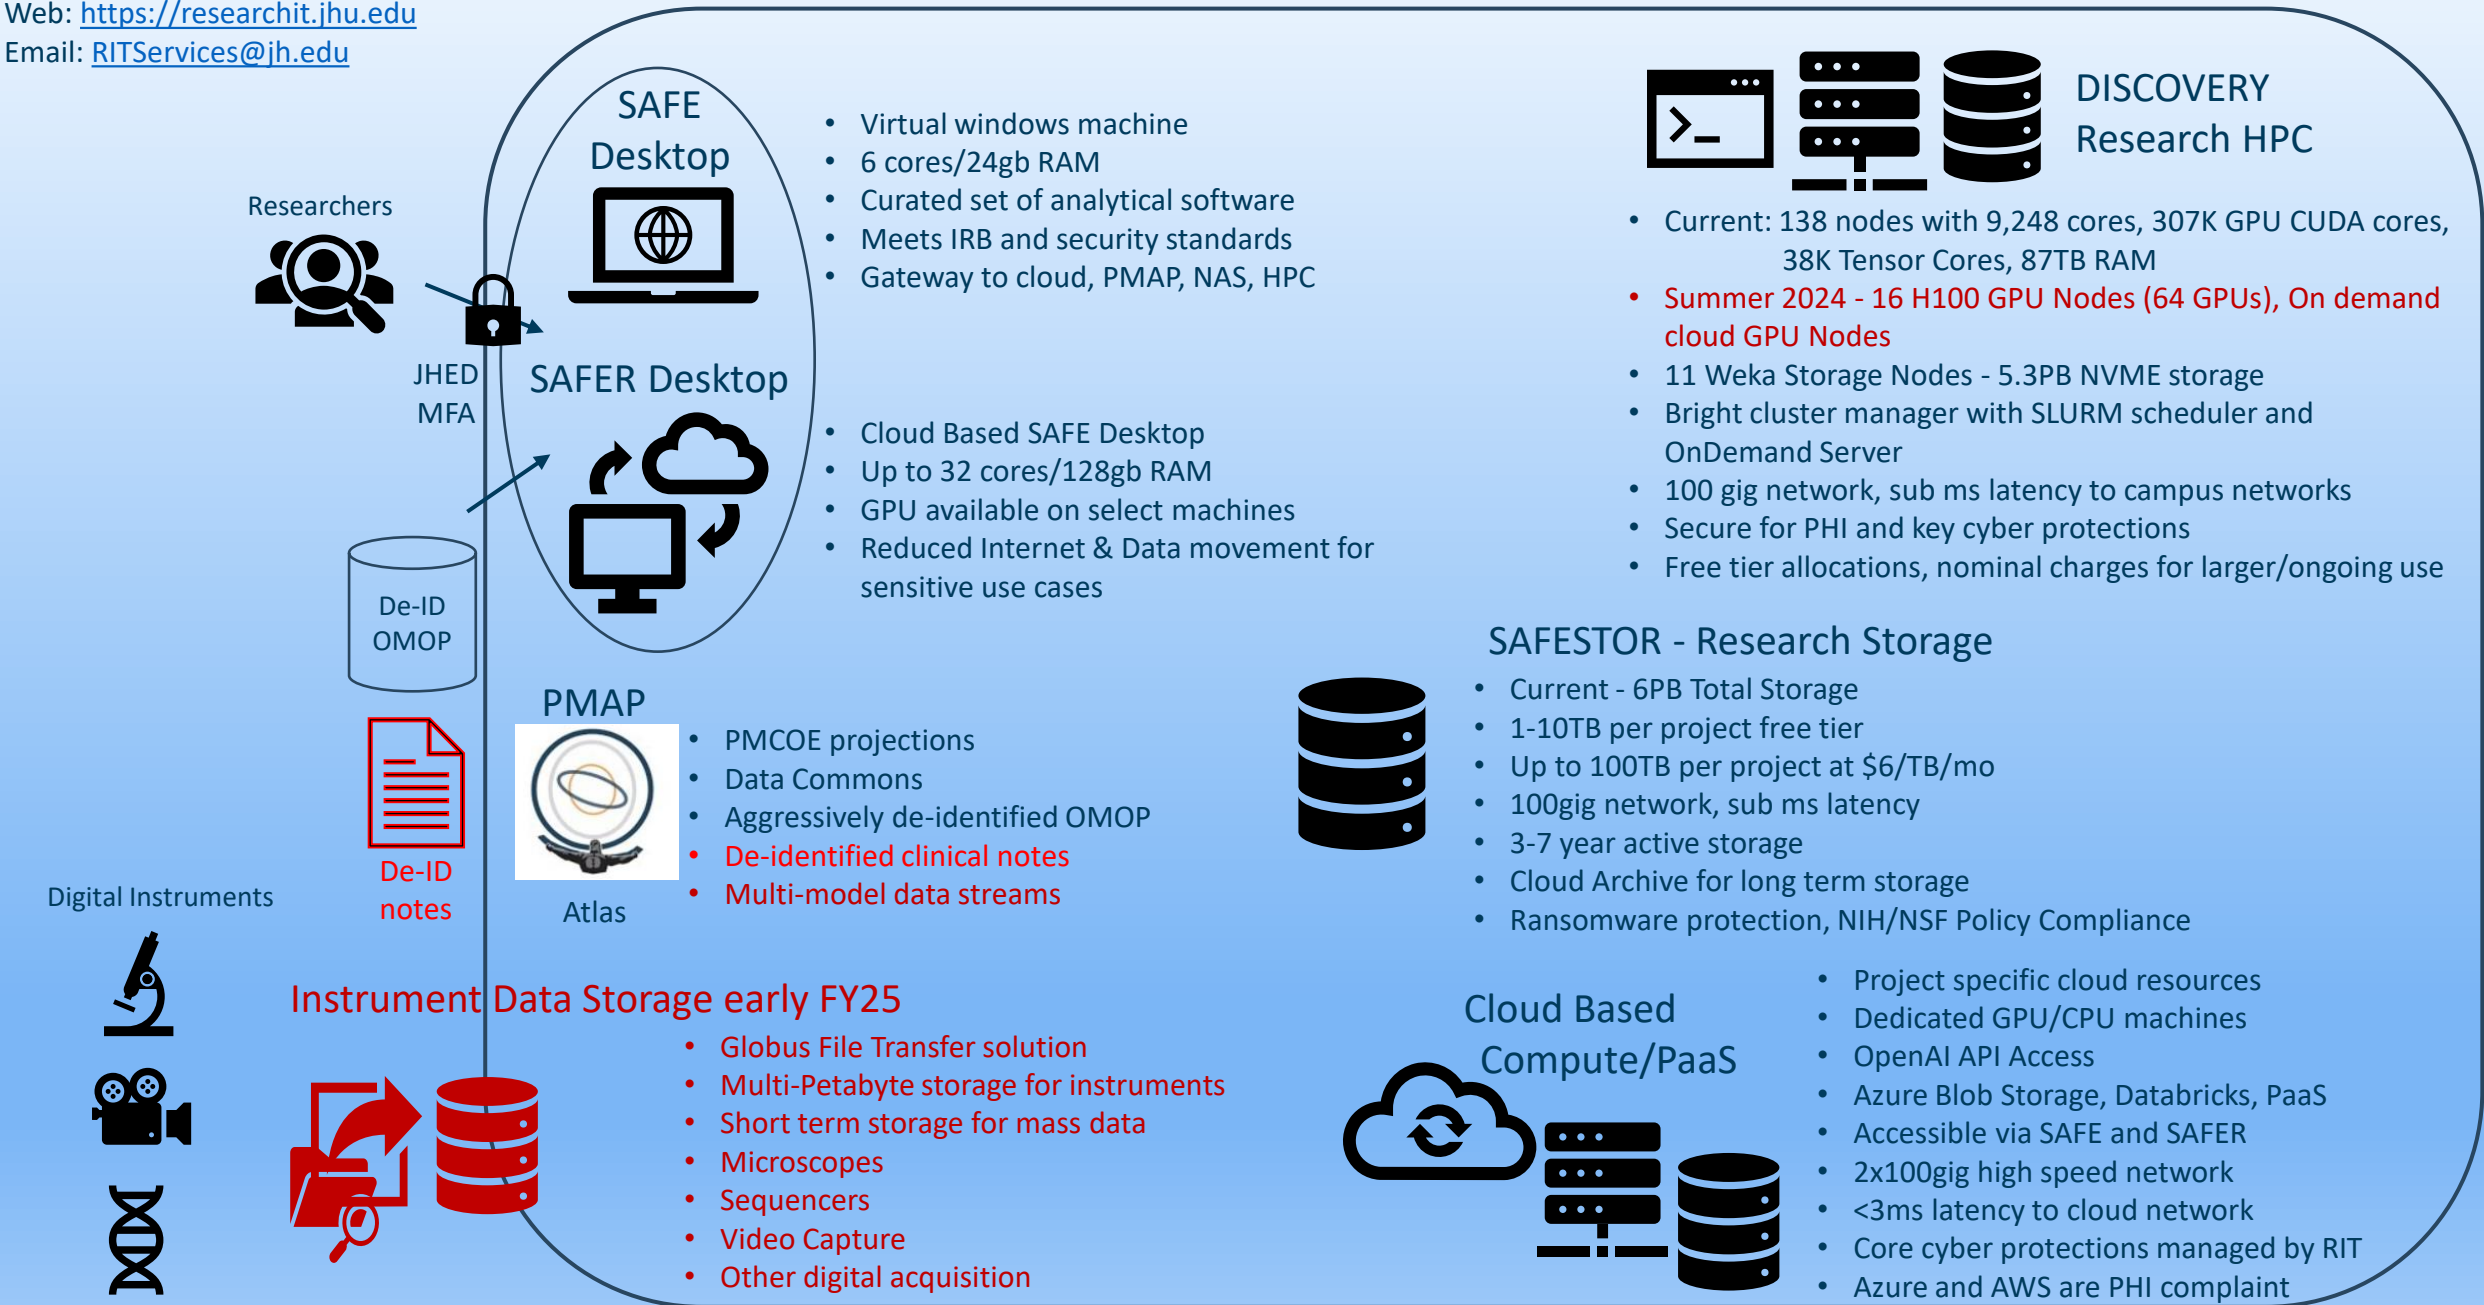 Web: https://researchit.jhu.edu
Email: RITServices@jh.edu
Researchers
JHED
MFA
De-ID
OMOP
De-ID
notes
Digital Instruments
SAFE
Desktop
• Virtual windows machine
• 6 cores/24gb RAM
• Curated set of analytical software
• Meets IRB and security standards
• Gateway to cloud, PMAP, NAS, HPC
SAFER Desktop
• Cloud Based SAFE Desktop
• Up to 32 cores/128gb RAM
• GPU available on select machines
• Reduced Internet & Data movement for
sensitive use cases
PMAP
Atlas
• PMCOE projections
• Data Commons
• Aggressively de-identified OMOP
• De-identified clinical notes
• Multi-model data streams
Instrument Data Storage early FY25
• Globus File Transfer solution
• Multi-Petabyte storage for instruments
• Short term storage for mass data
• Microscopes
• Sequencers
• Video Capture
• Other digital acquisition
DISCOVERY
Research HPC
• Current: 138 nodes with 9,248 cores, 307K GPU CUDA cores,
38K Tensor Cores, 87TB RAM
• Summer 2024 - 16 H100 GPU Nodes (64 GPUs), On demand
cloud GPU Nodes
• 11 Weka Storage Nodes - 5.3PB NVME storage
• Bright cluster manager with SLURM scheduler and
OnDemand Server
• 100 gig network, sub ms latency to campus networks
• Secure for PHI and key cyber protections
• Free tier allocations, nominal charges for larger/ongoing use
SAFESTOR - Research Storage
• Current - 6PB Total Storage
• 1-10TB per project free tier
• Up to 100TB per project at $6/TB/mo
• 100gig network, sub ms latency
• 3-7 year active storage
• Cloud Archive for long term storage
• Ransomware protection, NIH/NSF Policy Compliance
Cloud Based
Compute/PaaS
• Project specific cloud resources
• Dedicated GPU/CPU machines
• OpenAI API Access
• Azure Blob Storage, Databricks, PaaS
• Accessible via SAFE and SAFER
• 2x100gig high speed network
• <3ms latency to cloud network
• Core cyber protections managed by RIT
• Azure and AWS are PHI complaint